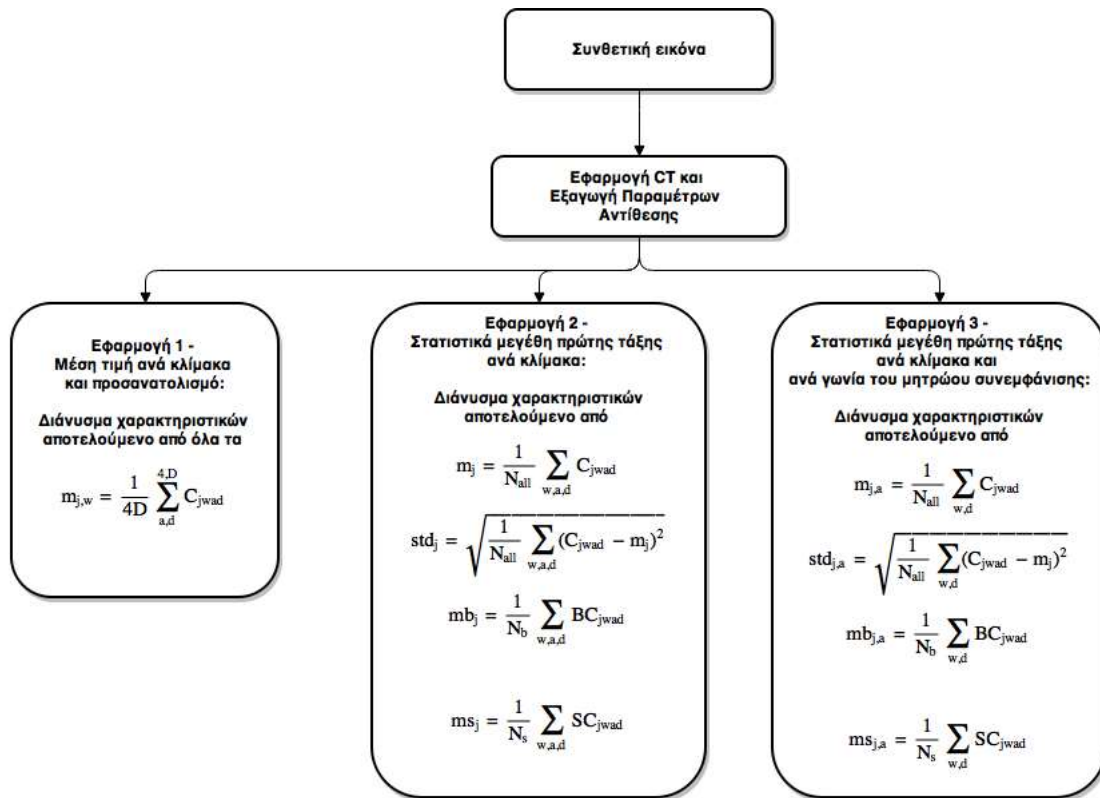 Συνθετική εικόνα
Εφαρμογή CT και
Εξαγωγή Παραμέτρων
Αντίθεσης
Εφαρμογή 1 -
Μέση τιμή ανά κλίμακα
και προσανατολισμό:
Διάνυσμα χαρακτηριστικών
αποτελούμενο από όλα τα
m_{j,w} = \frac{1}{4D} \sum_{a,d}^{4,D} C_{jwad}
Εφαρμογή 2 -
Στατιστικά μεγέθη πρώτης τάξης
ανά κλίμακα:
Διάνυσμα χαρακτηριστικών
αποτελούμενο από
m_j = \frac{1}{N_{all}} \sum_{w,a,d} C_{jwad}
std_j = \sqrt{\frac{1}{N_{all}} \sum_{w,a,d} (C_{jwad} − m_j)^2}
mb_j = \frac{1}{N_b} \sum_{w,a,d} BC_{jwad}
ms_j = \frac{1}{N_s} \sum_{w,a,d} SC_{jwad}
Εφαρμογή 3 -
Στατιστικά μεγέθη πρώτης τάξης
ανά κλίμακα και
ανά γωνία του μητρώου συνεμφάνισης:
Διάνυσμα χαρακτηριστικών
αποτελούμενο από
m_{j,a} = \frac{1}{N_{all}} \sum_{w,d} C_{jwad}
std_{j,a} = \sqrt{\frac{1}{N_{all}} \sum_{w,d} (C_{jwad} − m_j)^2}
mb_{j,a} = \frac{1}{N_b} \sum_{w,d} BC_{jwad}
ms_{j,a} = \frac{1}{N_s} \sum_{w,d} SC_{jwad}